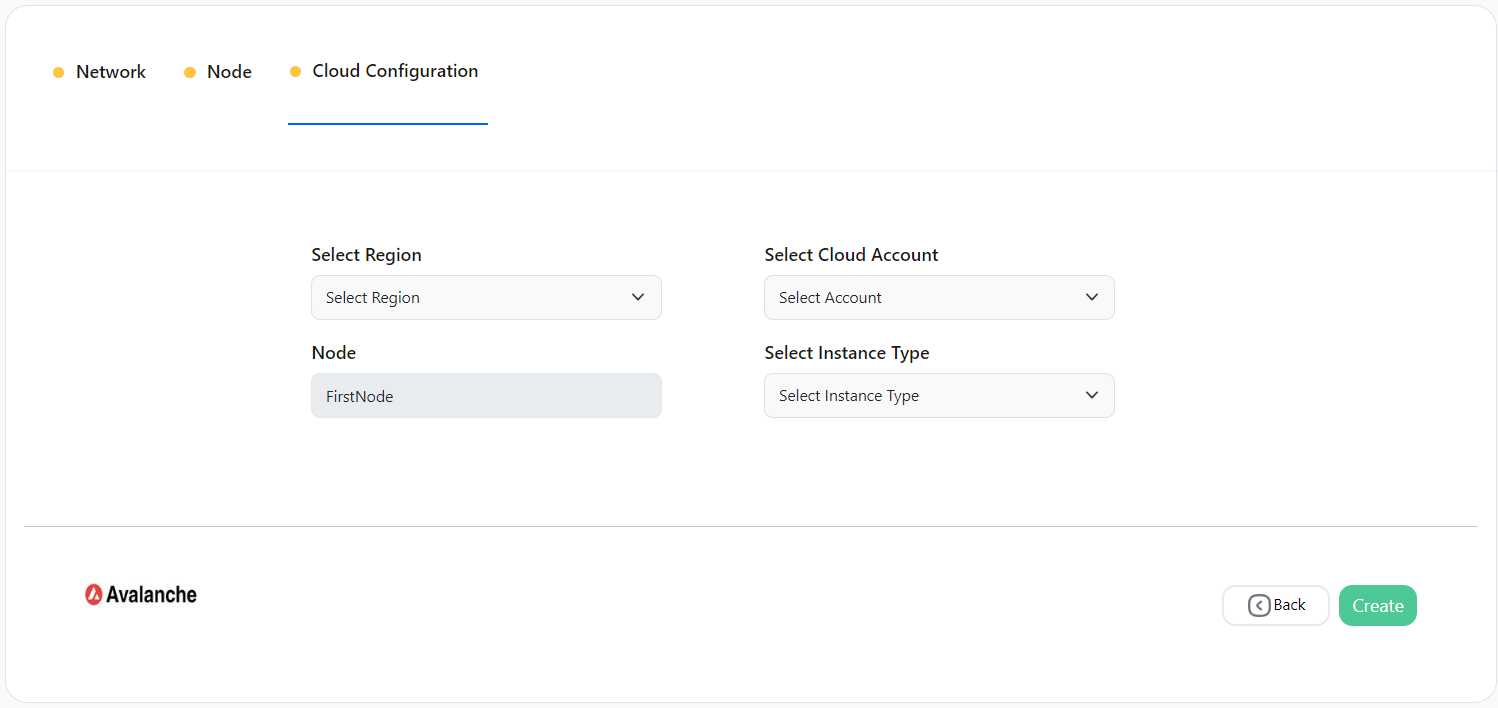 Network
Node
Cloud Configuration
Select Region
Select Cloud Account
Select Region
Select Account
Node
Select Instance Type
FirstNode
Select Instance Type
Avalanche
Back
Create